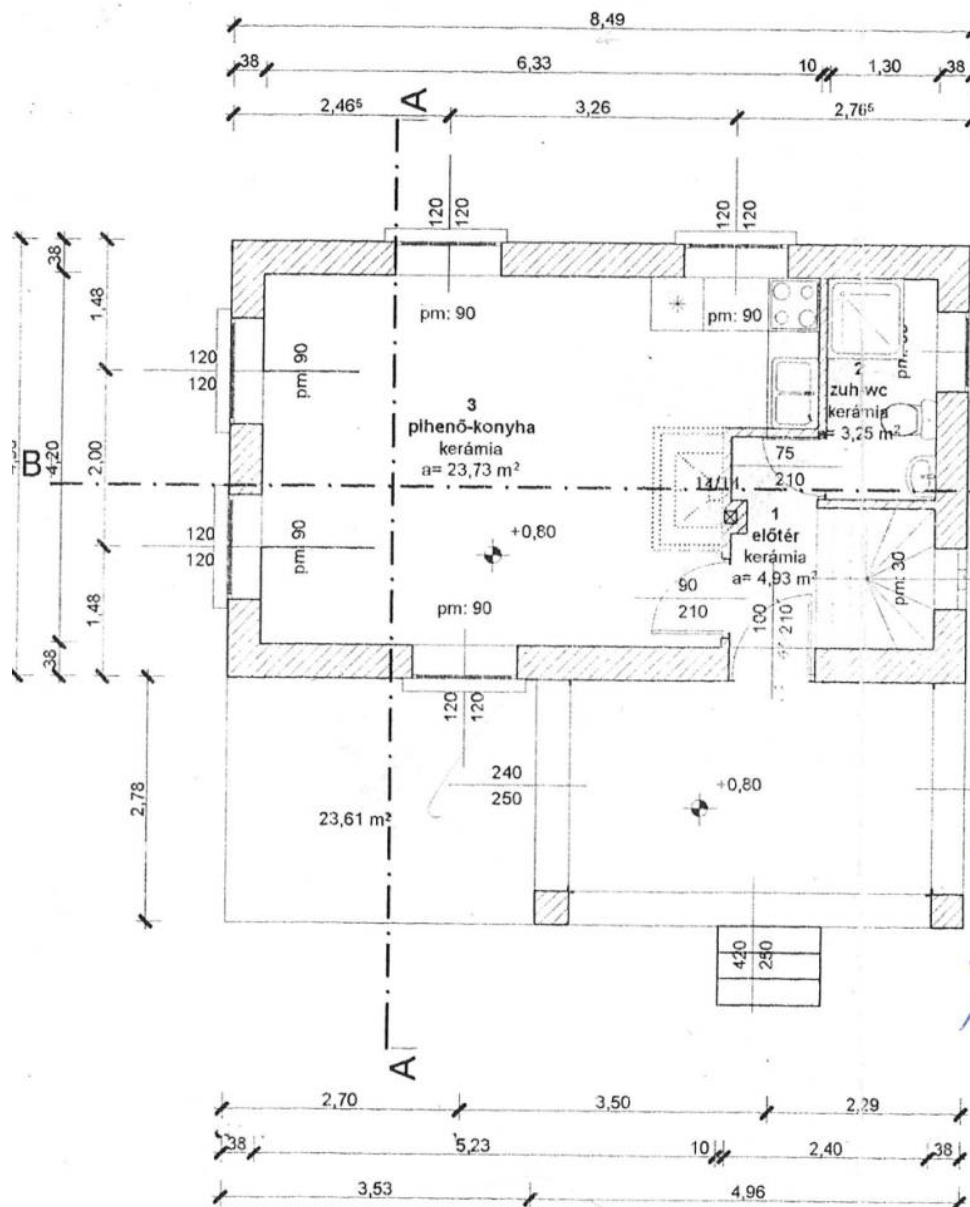 8,49
38 6,33 10 1,30 38
2,46⁵ 3,26 2,76⁵
A
120 120
120 120
38
1,48
pm: 90
pm: 90
120
120
pm: 90
2
zuh-wc
kerámia
= 3,25 m²
3
pihenő-konyha
kerámia
a= 23,73 m²
75
210
B
4,20
2,00
14/14
1
előtér
kerámia
a= 4,93 m²
+0,80
120
120
pm: 90
90
210
100
210
pm: 30
pm: 90
1,48
38
120 120
240
250
+0,80
2,78
23,61 m²
420
250
A
2,70 3,50 2,29
38 5,23 10 2,40 38
3,53 4,96